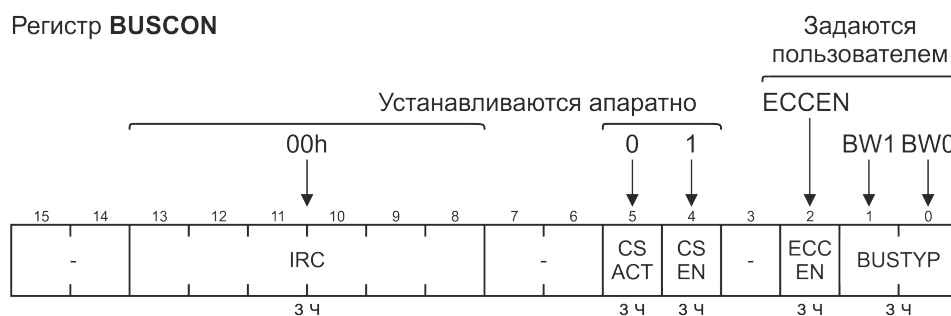 Регистр BUSCON
Задаются
пользователем
Устанавливаются апаратно
ECCEN
00h 0 1 BW1 BW0
15 14 13 12 11 10 9 8 7 6 5 4 3 2 1 0
- IRC - CS ACT CS EN - ECC EN BUSTYP
з ч з ч з ч з ч з ч